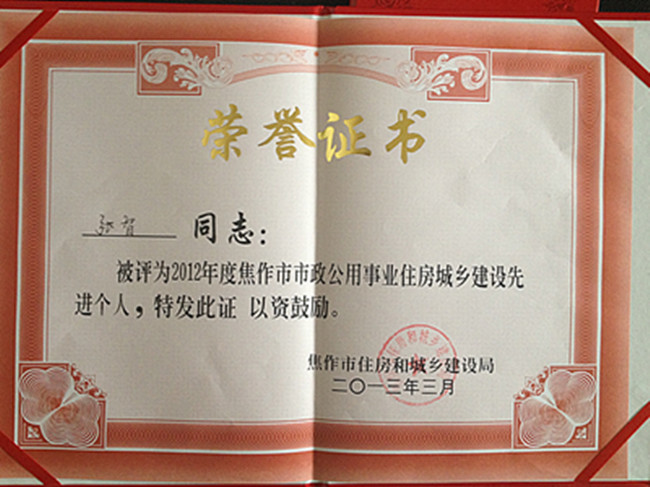 荣誉证书
张智 同志：
被评为2012年度焦作市市政公用事业住房城乡建设先
进个人，特发此证 以资鼓励。
焦作市住房和城乡建设局
二〇一三年三月